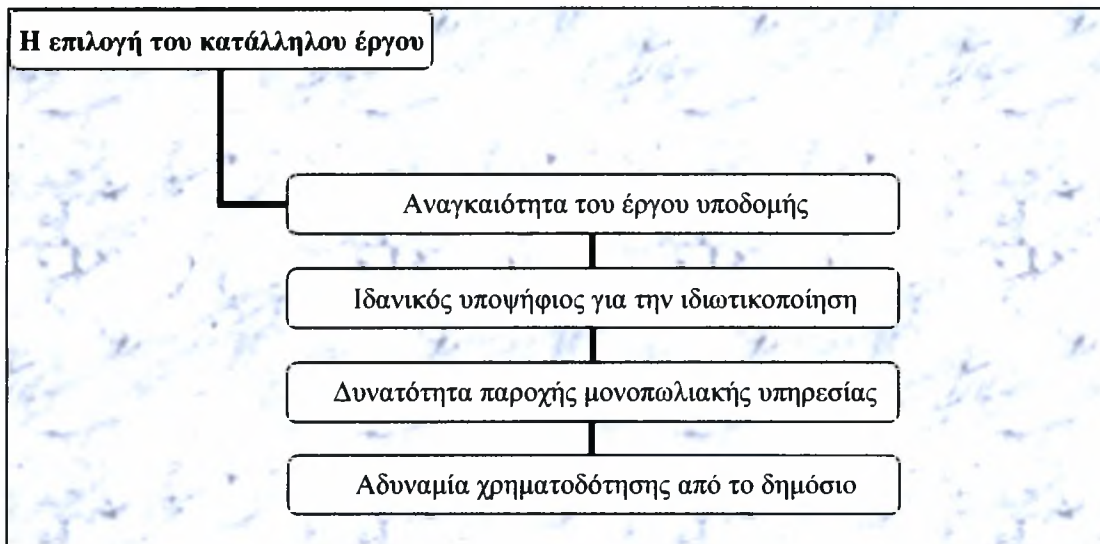 Η επιλογή του κατάλληλου έργου
Αναγκαιότητα του έργου υποδομής
Ιδανικός υποψήφιος για την ιδιωτικοποίηση
Δυνατότητα παροχής μονοπωλιακής υπηρεσίας
Αδυναμία χρηματοδότησης από το δημόσιο